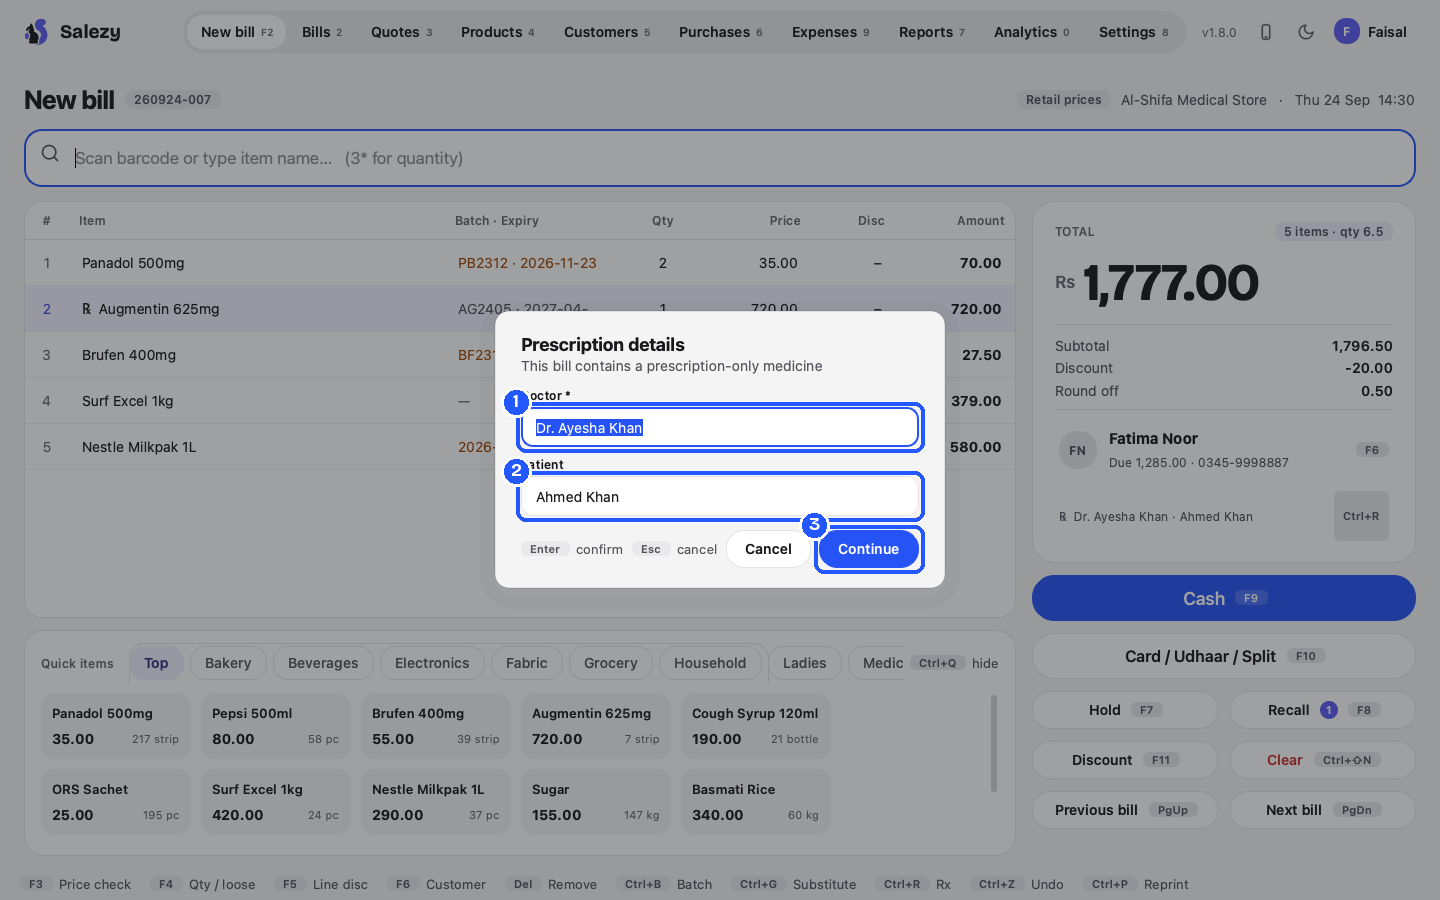 Salezy
New bill F2 Bills 2 Quotes 3 Products 4 Customers 5 Purchases 6 Expenses 9 Reports 7 Analytics 0 Settings 8 v1.8.0 F Faisal
New bill 260924-007 Retail prices Al-Shifa Medical Store · Thu 24 Sep 14:30
Scan barcode or type item name... (3* for quantity)
# Item Batch · Expiry Qty Price Disc Amount
1 Panadol 500mg PB2312 · 2026-11-23 2 35.00 – 70.00
2 ℞ Augmentin 625mg AG2405 · 2027-04- 1 720.00 – 720.00
3 Brufen 400mg BF231 27.50
4 Surf Excel 1kg — 379.00
5 Nestle Milkpak 1L 2026- 580.00
Prescription details
This bill contains a prescription-only medicine
1 octor *
Dr. Ayesha Khan
2 atient
Ahmed Khan
3
Enter confirm Esc cancel Cancel Continue
TOTAL 5 items · qty 6.5
Rs 1,777.00
Subtotal 1,796.50
Discount -20.00
Round off 0.50
FN Fatima Noor F6
Due 1,285.00 · 0345-9998887
℞ Dr. Ayesha Khan · Ahmed Khan Ctrl+R
Cash F9
Card / Udhaar / Split F10
Hold F7 Recall 1 F8
Discount F11 Clear Ctrl+⇧N
Previous bill PgUp Next bill PgDn
Quick items Top Bakery Beverages Electronics Fabric Grocery Household Ladies Medic Ctrl+Q hide
Panadol 500mg Pepsi 500ml Brufen 400mg Augmentin 625mg Cough Syrup 120ml
35.00 217 strip 80.00 58 pc 55.00 39 strip 720.00 7 strip 190.00 21 bottle
ORS Sachet Surf Excel 1kg Nestle Milkpak 1L Sugar Basmati Rice
25.00 195 pc 420.00 24 pc 290.00 37 pc 155.00 147 kg 340.00 60 kg
F3 Price check F4 Qty / loose F5 Line disc F6 Customer Del Remove Ctrl+B Batch Ctrl+G Substitute Ctrl+R Rx Ctrl+Z Undo Ctrl+P Reprint